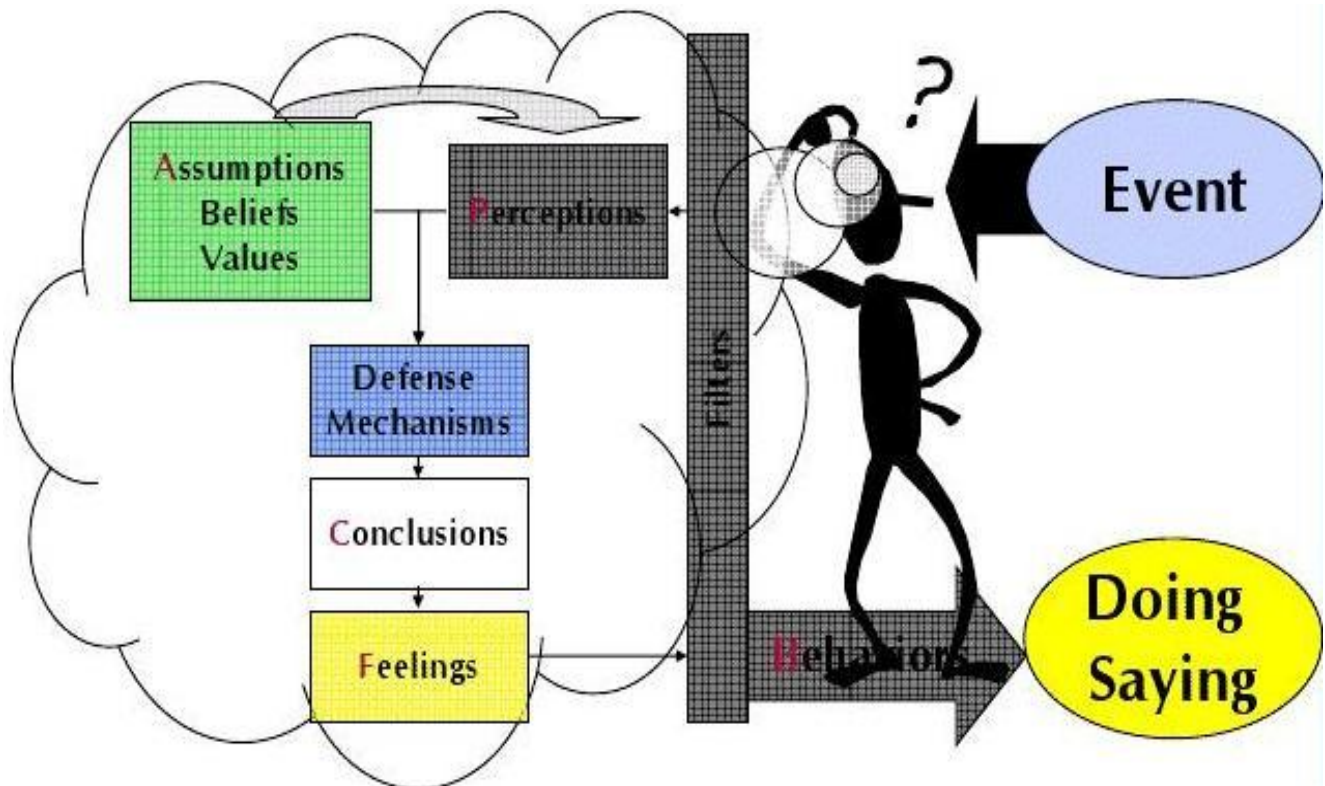 ?
Assumptions
Beliefs
Values
Perceptions
Event
Defense
Mechanisms
Filters
Conclusions
Feelings
Behaviors
Doing
Saying